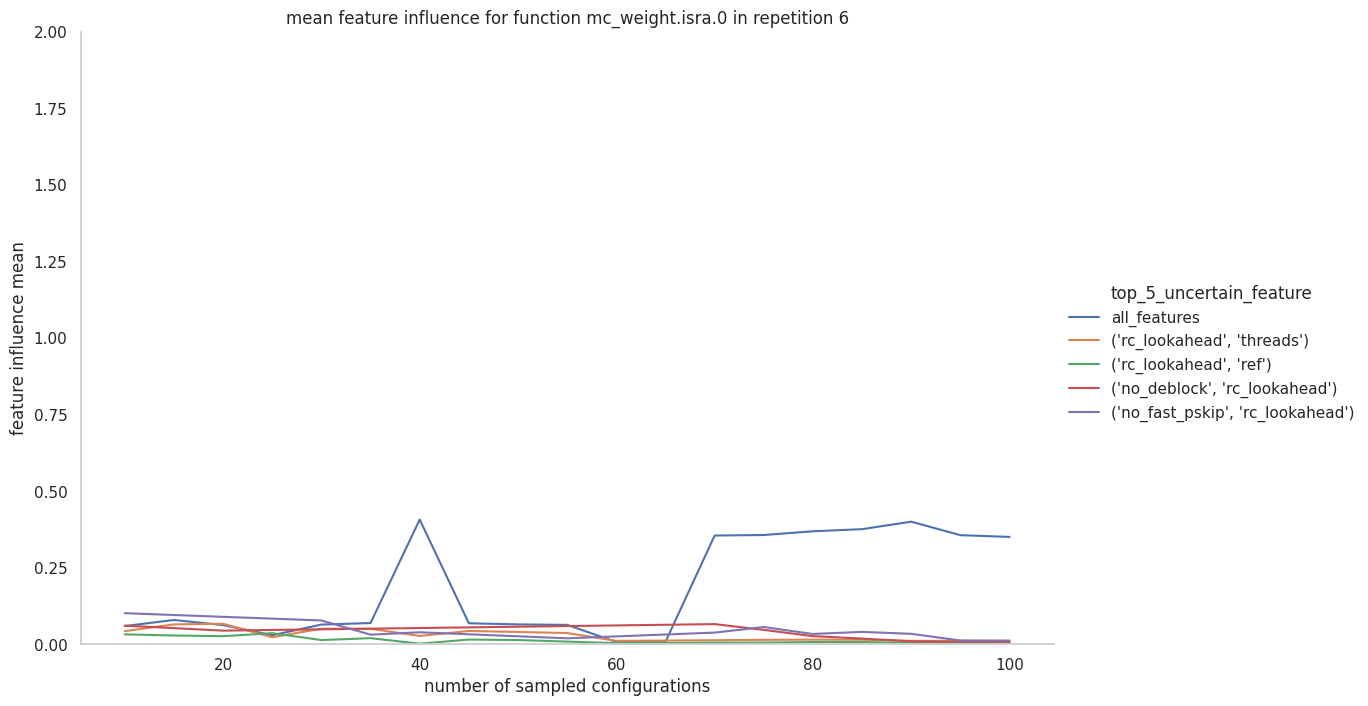 mean feature influence for function mc_weight.isra.0 in repetition 6
2.00
1.75
1.50
1.25
1.00
0.75
0.50
0.25
0.00
feature influence mean
20
40
60
80
100
number of sampled configurations
top_5_uncertain_feature
all_features
('rc_lookahead', 'threads')
('rc_lookahead', 'ref')
('no_deblock', 'rc_lookahead')
('no_fast_pskip', 'rc_lookahead')